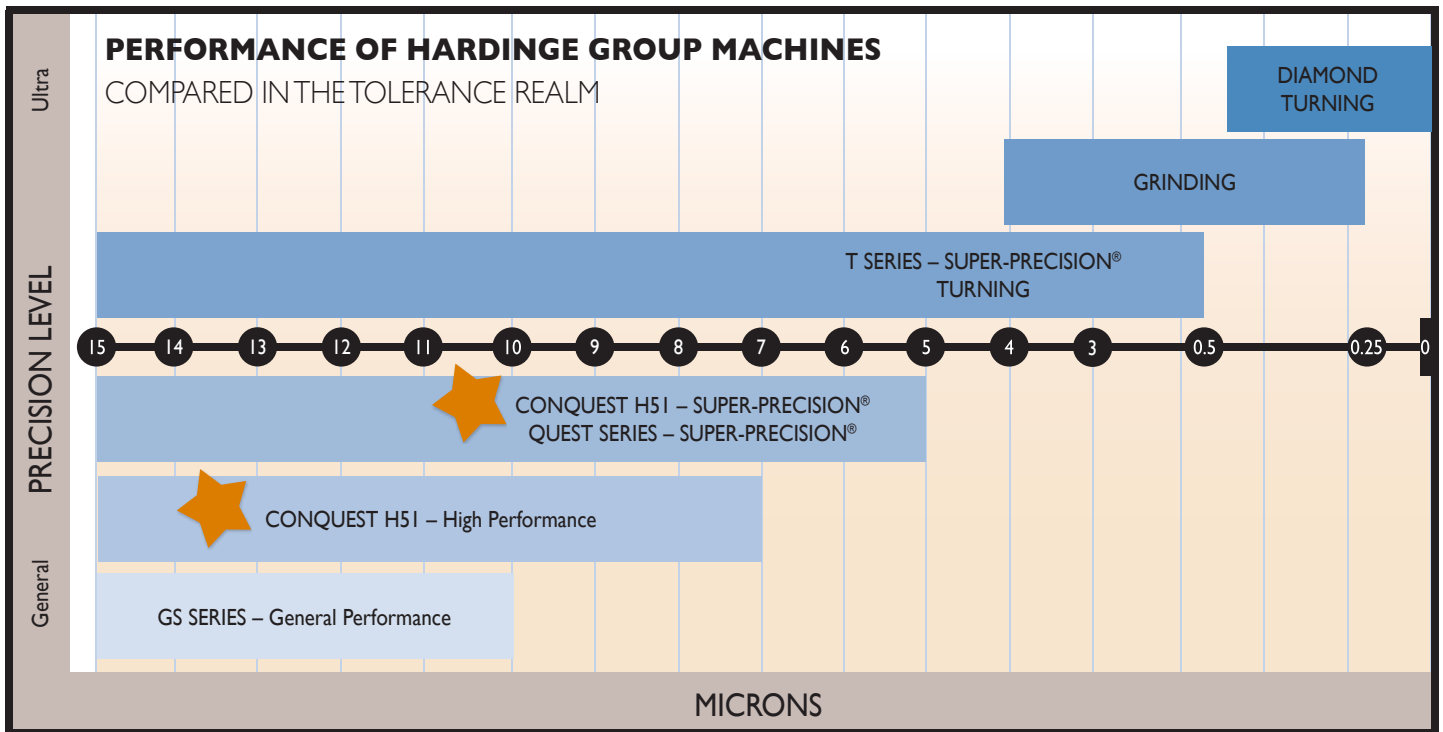 PERFORMANCE OF HARDINGE GROUP MACHINES
COMPARED IN THE TOLERANCE REALM
Ultra
PRECISION LEVEL
General
DIAMOND
TURNING
GRINDING
T SERIES – SUPER-PRECISION®
TURNING
15 14 13 12 11 10 9 8 7 6 5 4 3 0.5 0.25 0
CONQUEST H51 – SUPER-PRECISION®
QUEST SERIES – SUPER-PRECISION®
CONQUEST H51 – High Performance
GS SERIES – General Performance
MICRONS